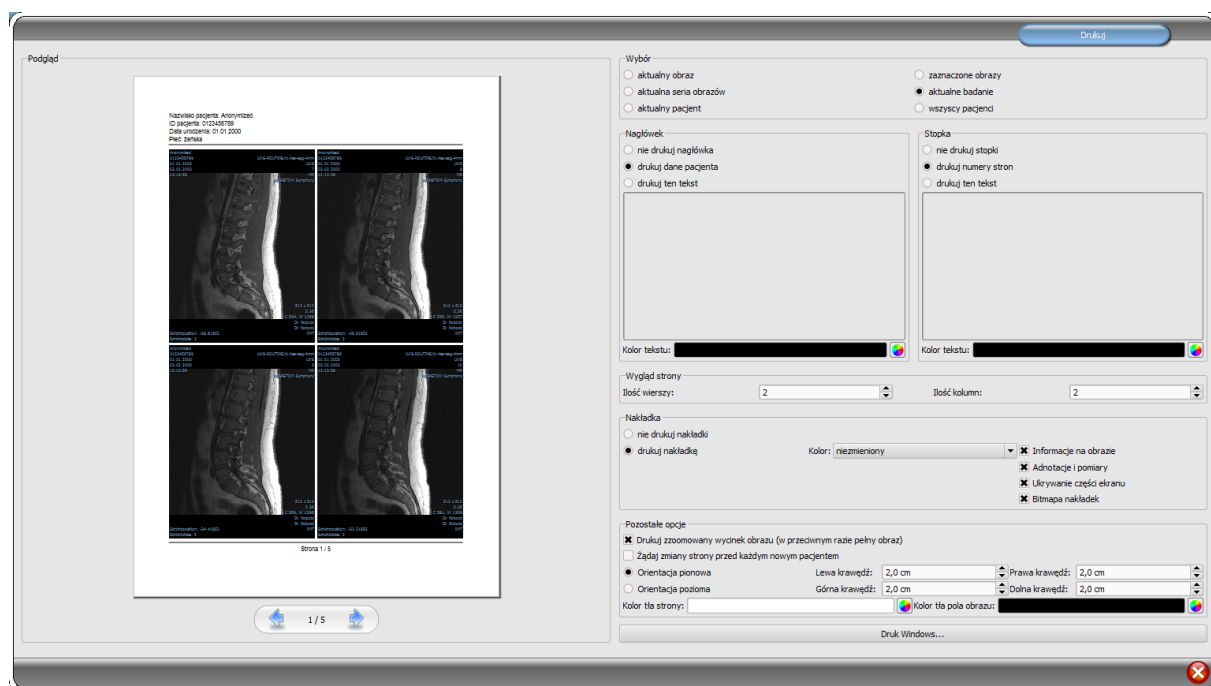 Drukuj
Podgląd
Nazwisko pacjenta: Anonymized
ID pacjenta: 0123456789
Data urodzenia: 01.01.2000
Płeć: żeńska
Anonymized
0123456789
01.01.2000
Strona 1 / 5
1 / 5
Wybór
aktualny obraz
zaznaczone obrazy
aktualna seria obrazów
aktualne badanie
aktualny pacjent
wszyscy pacjenci
Nagłówek
nie drukuj nagłówka
drukuj dane pacjenta
drukuj ten tekst
Kolor tekstu:
Stopka
nie drukuj stopki
drukuj numery stron
drukuj ten tekst
Kolor tekstu:
Wygląd strony
Ilość wierszy: 2 Ilość kolumn: 2
Nakładka
nie drukuj nakładki
drukuj nakładkę Kolor: niezmieniony Informacje na obrazie
Adnotacje i pomiary
Ukrywanie części ekranu
Bitmapa nakładek
Pozostałe opcje
Drukuj zzoomowany wycinek obrazu (w przeciwnym razie pełny obraz)
Żądaj zmiany strony przed każdym nowym pacjentem
Orientacja pionowa Lewa krawędź: 2,0 cm Prawa krawędź: 2,0 cm
Orientacja pozioma Górna krawędź: 2,0 cm Dolna krawędź: 2,0 cm
Kolor tła strony: Kolor tła pola obrazu:
Druk Windows...